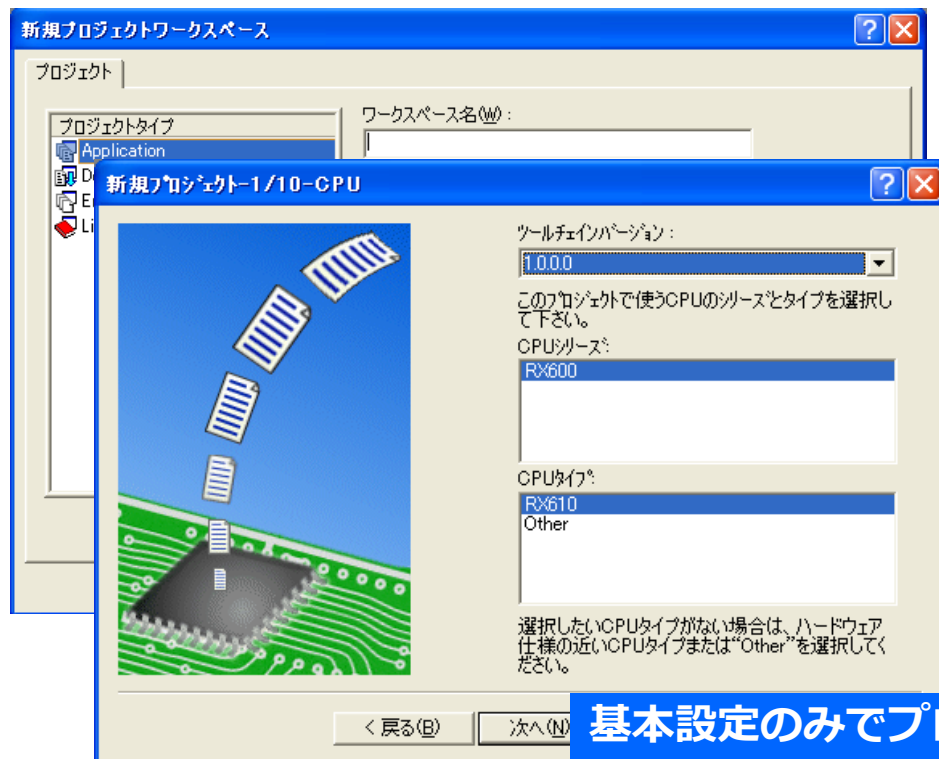 新規プロジェクトワークスペース
プロジェクト
プロジェクトタイプ
ワークスペース名(W) :
Application
新規プロジェクト-1/10-CPU
ツールチェインバージョン :
1.0.0.0
このプロジェクトで使うCPUのシリーズとタイプを選択し
て下さい。
CPUシリーズ:
RX600
CPUタイプ:
RX610
Other
選択したいCPUタイプがない場合は、ハードウェア
仕様の近いCPUタイプまたは“Other”を選択してく
ださい。
< 戻る(B)
次へ(N)
基本設定のみでプ